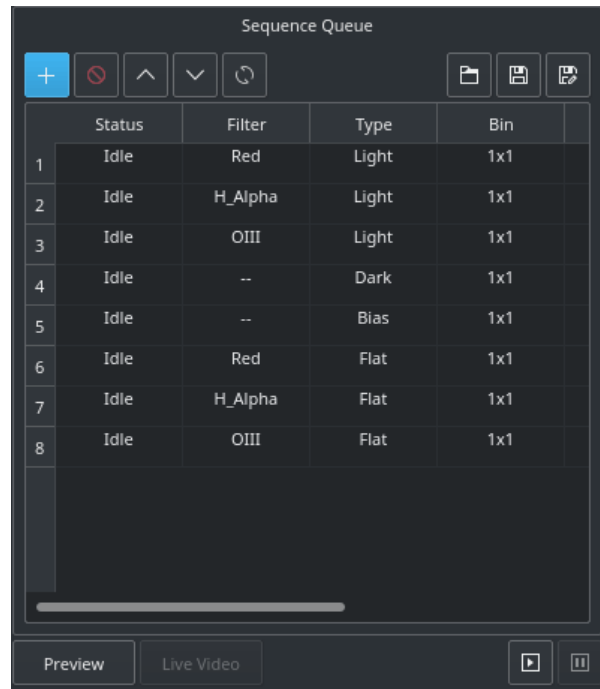 Sequence Queue
Status Filter Type Bin
1 Idle Red Light 1x1
2 Idle H_Alpha Light 1x1
3 Idle OIII Light 1x1
4 Idle -- Dark 1x1
5 Idle -- Bias 1x1
6 Idle Red Flat 1x1
7 Idle H_Alpha Flat 1x1
8 Idle OIII Flat 1x1
Preview Live Video